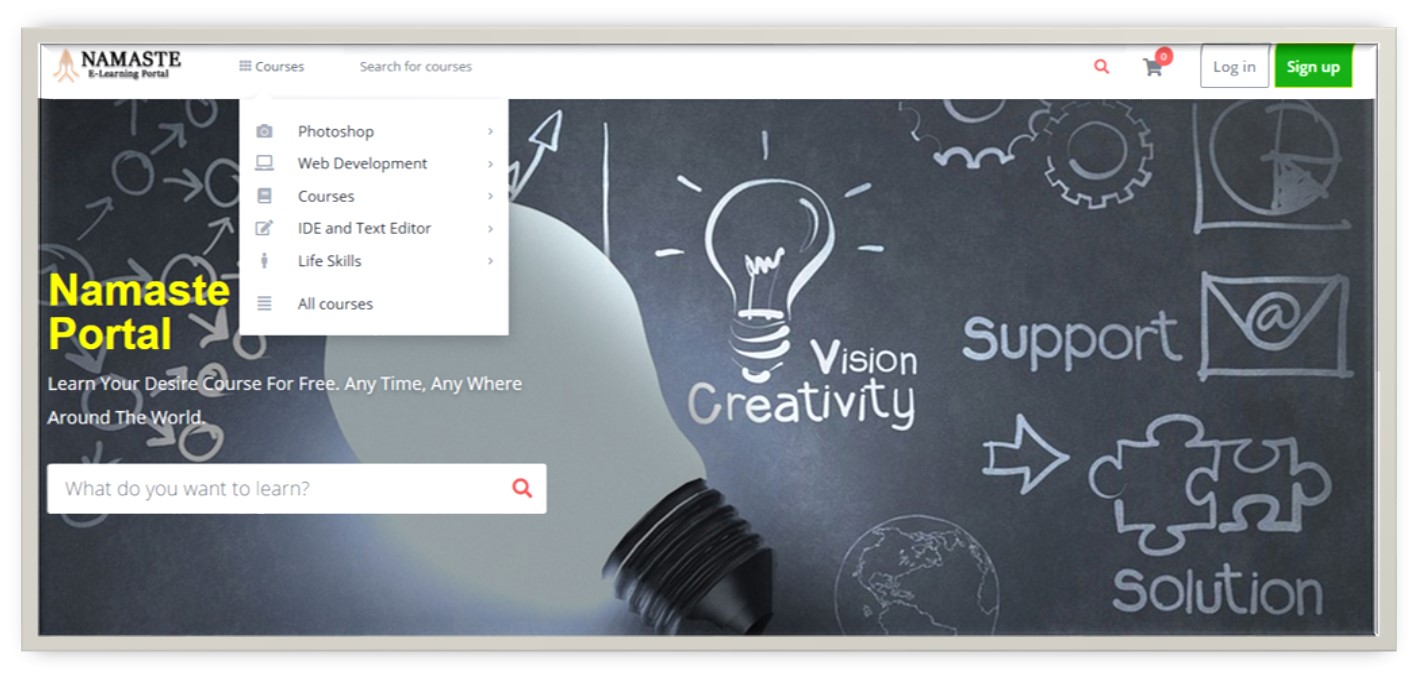 NAMASTE
E-Learning Portal
Courses
Search for courses
0
Log in
Sign up
Photoshop
Web Development
Courses
IDE and Text Editor
Life Skills
All courses
Namaste
Portal
Learn Your Desire Course For Free. Any Time, Any Where
Around The World.
What do you want to learn?
Vision
Creativity
Support
@
Solution